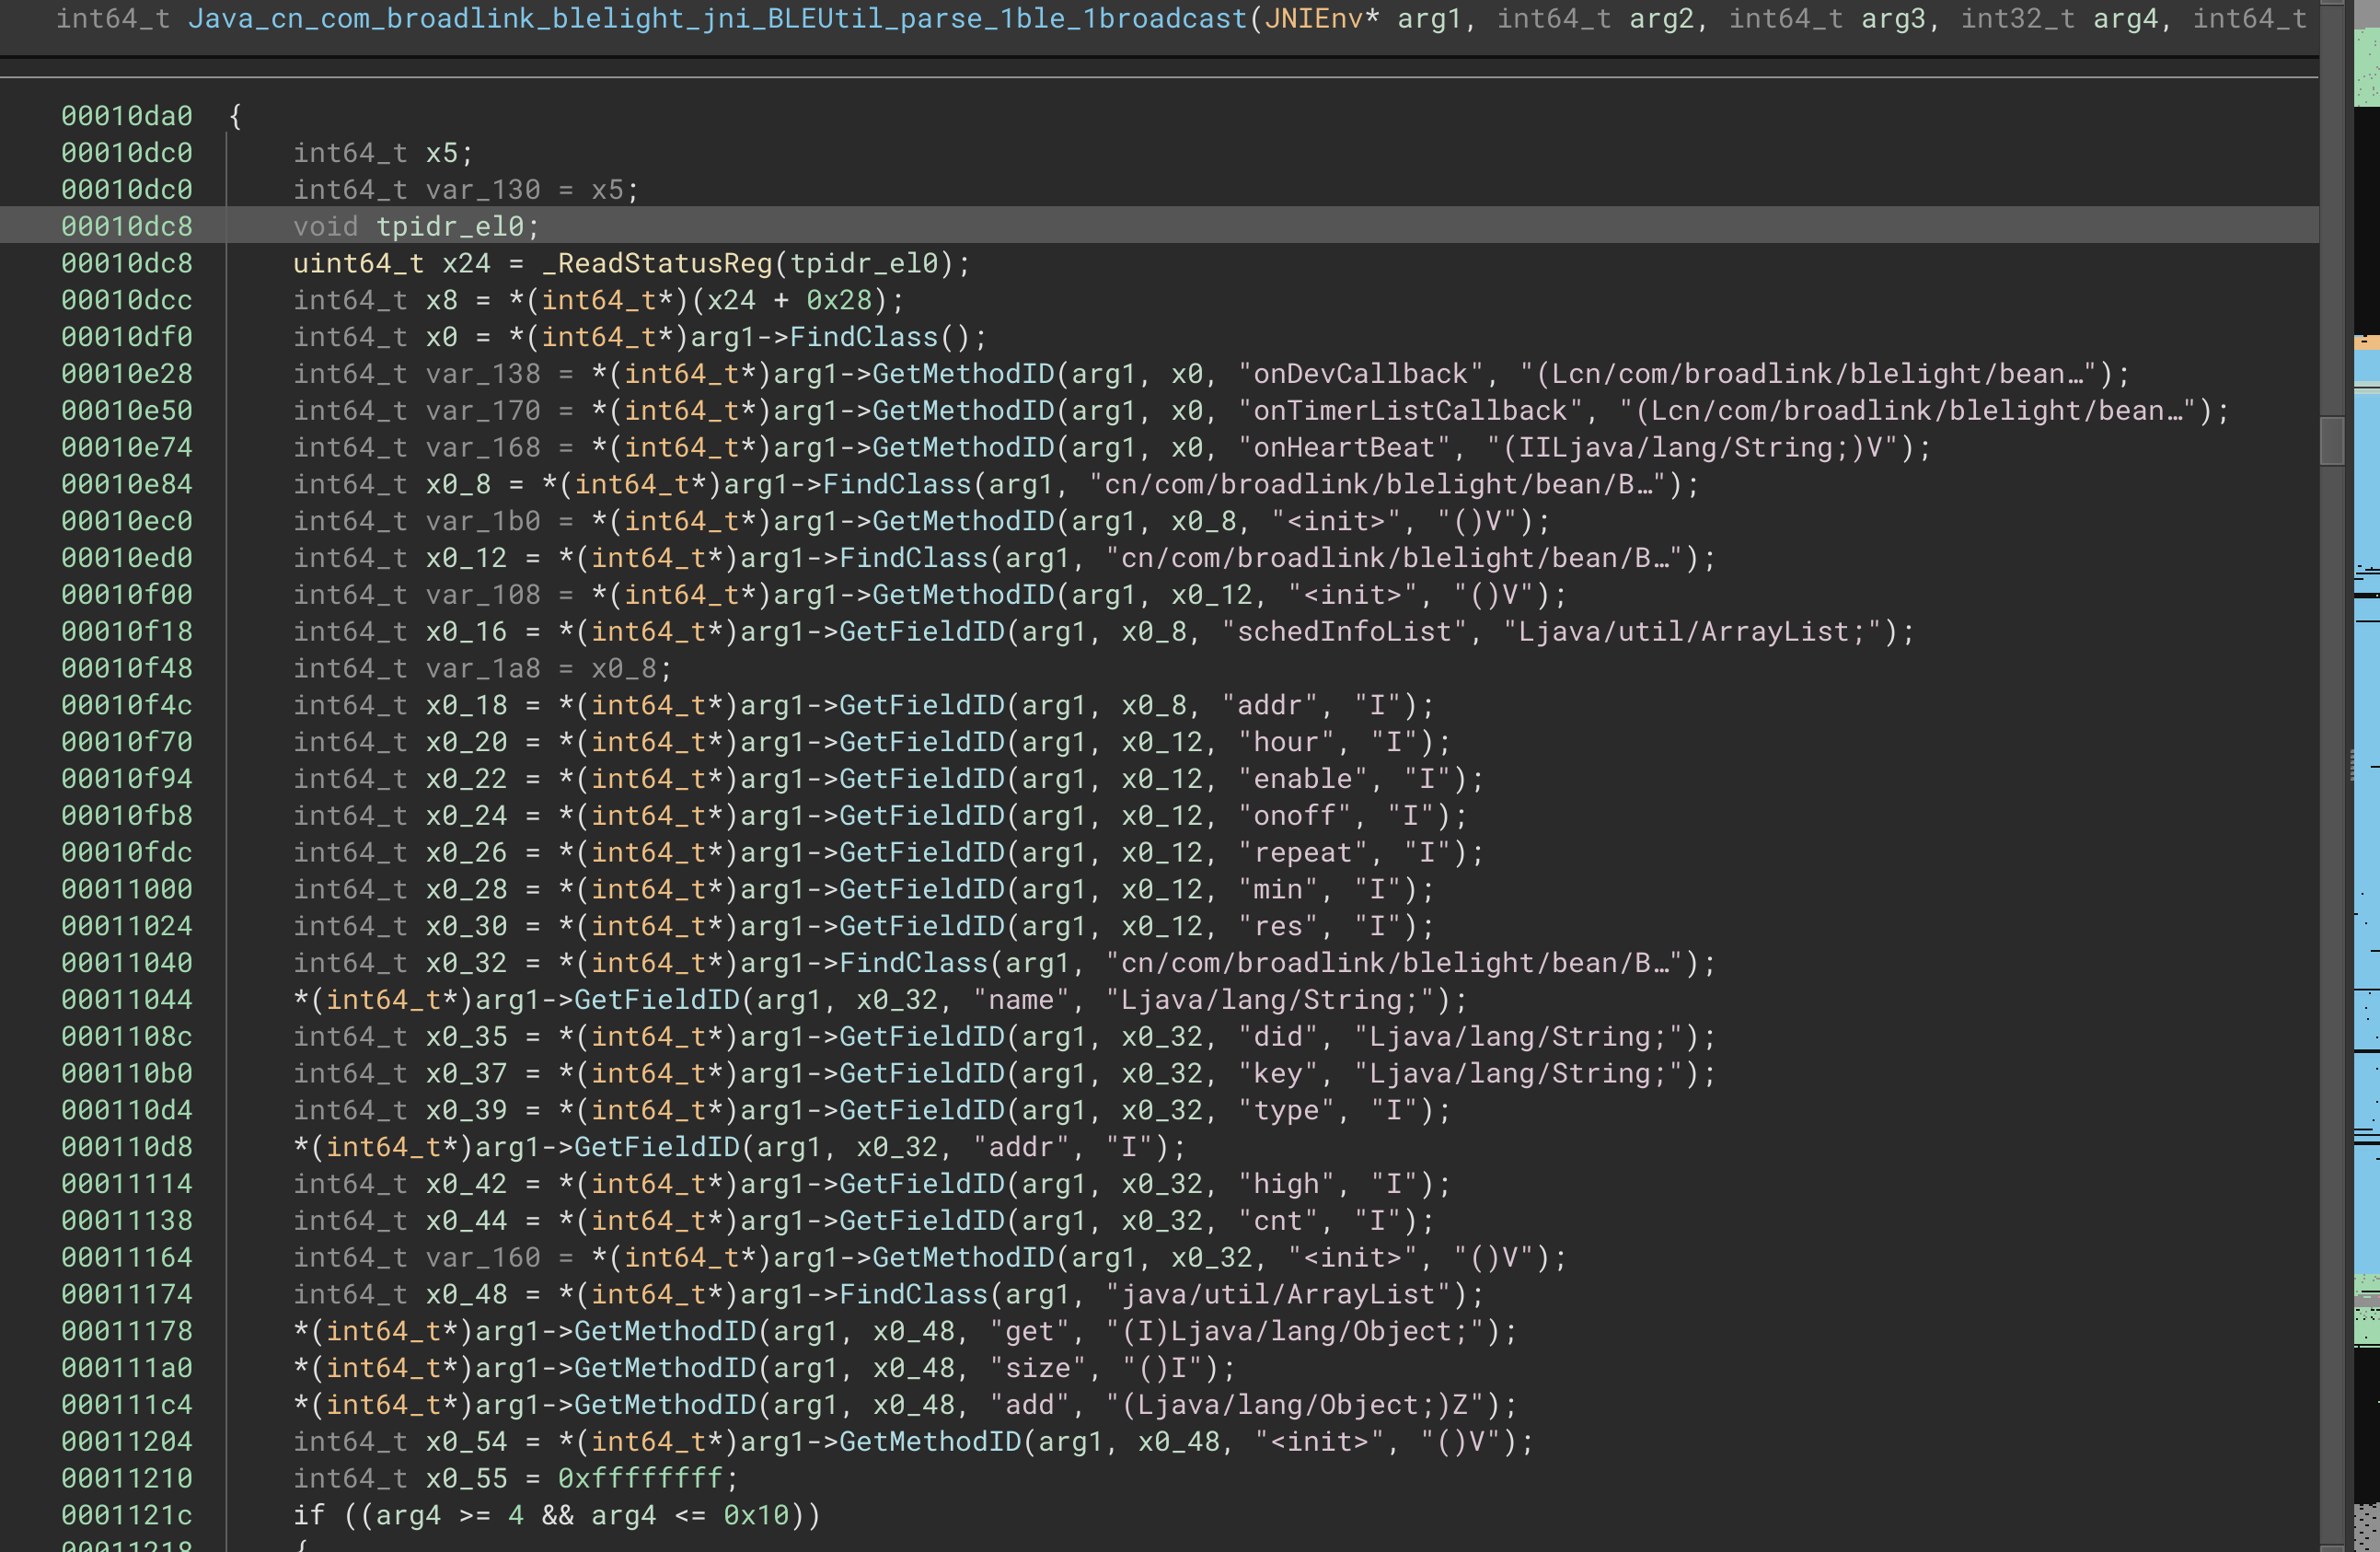 int64_t Java_cn_com_broadlink_blelight_jni_BLEUtil_parse_1ble_1broadcast(JNIEnv* arg1, int64_t arg2, int64_t arg3, int32_t arg4, int64_t
00010da0 {
00010dc0 int64_t x5;
00010dc0 int64_t var_130 = x5;
00010dc8 void tpidr_el0;
00010dc8 uint64_t x24 = _ReadStatusReg(tpidr_el0);
00010dcc int64_t x8 = *(int64_t*)(x24 + 0x28);
00010df0 int64_t x0 = *(int64_t*)arg1->FindClass();
00010e28 int64_t var_138 = *(int64_t*)arg1->GetMethodID(arg1, x0, "onDevCallback", "(Lcn/com/broadlink/blelight/bean…");
00010e50 int64_t var_170 = *(int64_t*)arg1->GetMethodID(arg1, x0, "onTimerListCallback", "(Lcn/com/broadlink/blelight/bean…");
00010e74 int64_t var_168 = *(int64_t*)arg1->GetMethodID(arg1, x0, "onHeartBeat", "(IILjava/lang/String;)V");
00010e84 int64_t x0_8 = *(int64_t*)arg1->FindClass(arg1, "cn/com/broadlink/blelight/bean/B…");
00010ec0 int64_t var_1b0 = *(int64_t*)arg1->GetMethodID(arg1, x0_8, "<init>", "()V");
00010ed0 int64_t x0_12 = *(int64_t*)arg1->FindClass(arg1, "cn/com/broadlink/blelight/bean/B…");
00010f00 int64_t var_108 = *(int64_t*)arg1->GetMethodID(arg1, x0_12, "<init>", "()V");
00010f18 int64_t x0_16 = *(int64_t*)arg1->GetFieldID(arg1, x0_8, "schedInfoList", "Ljava/util/ArrayList;");
00010f48 int64_t var_1a8 = x0_8;
00010f4c int64_t x0_18 = *(int64_t*)arg1->GetFieldID(arg1, x0_8, "addr", "I");
00010f70 int64_t x0_20 = *(int64_t*)arg1->GetFieldID(arg1, x0_12, "hour", "I");
00010f94 int64_t x0_22 = *(int64_t*)arg1->GetFieldID(arg1, x0_12, "enable", "I");
00010fb8 int64_t x0_24 = *(int64_t*)arg1->GetFieldID(arg1, x0_12, "onoff", "I");
00010fdc int64_t x0_26 = *(int64_t*)arg1->GetFieldID(arg1, x0_12, "repeat", "I");
00011000 int64_t x0_28 = *(int64_t*)arg1->GetFieldID(arg1, x0_12, "min", "I");
00011024 int64_t x0_30 = *(int64_t*)arg1->GetFieldID(arg1, x0_12, "res", "I");
00011040 int64_t x0_32 = *(int64_t*)arg1->FindClass(arg1, "cn/com/broadlink/blelight/bean/B…");
00011044 *(int64_t*)arg1->GetFieldID(arg1, x0_32, "name", "Ljava/lang/String;");
0001108c int64_t x0_35 = *(int64_t*)arg1->GetFieldID(arg1, x0_32, "did", "Ljava/lang/String;");
000110b0 int64_t x0_37 = *(int64_t*)arg1->GetFieldID(arg1, x0_32, "key", "Ljava/lang/String;");
000110d4 int64_t x0_39 = *(int64_t*)arg1->GetFieldID(arg1, x0_32, "type", "I");
000110d8 *(int64_t*)arg1->GetFieldID(arg1, x0_32, "addr", "I");
00011114 int64_t x0_42 = *(int64_t*)arg1->GetFieldID(arg1, x0_32, "high", "I");
00011138 int64_t x0_44 = *(int64_t*)arg1->GetFieldID(arg1, x0_32, "cnt", "I");
00011164 int64_t var_160 = *(int64_t*)arg1->GetMethodID(arg1, x0_32, "<init>", "()V");
00011174 int64_t x0_48 = *(int64_t*)arg1->FindClass(arg1, "java/util/ArrayList");
00011178 *(int64_t*)arg1->GetMethodID(arg1, x0_48, "get", "(I)Ljava/lang/Object;");
000111a0 *(int64_t*)arg1->GetMethodID(arg1, x0_48, "size", "()I");
000111c4 *(int64_t*)arg1->GetMethodID(arg1, x0_48, "add", "(Ljava/lang/Object;)Z");
00011204 int64_t x0_54 = *(int64_t*)arg1->GetMethodID(arg1, x0_48, "<init>", "()V");
00011210 int64_t x0_55 = 0xffffffff;
0001121c if ((arg4 >= 4 && arg4 <= 0x10))
00011218 {